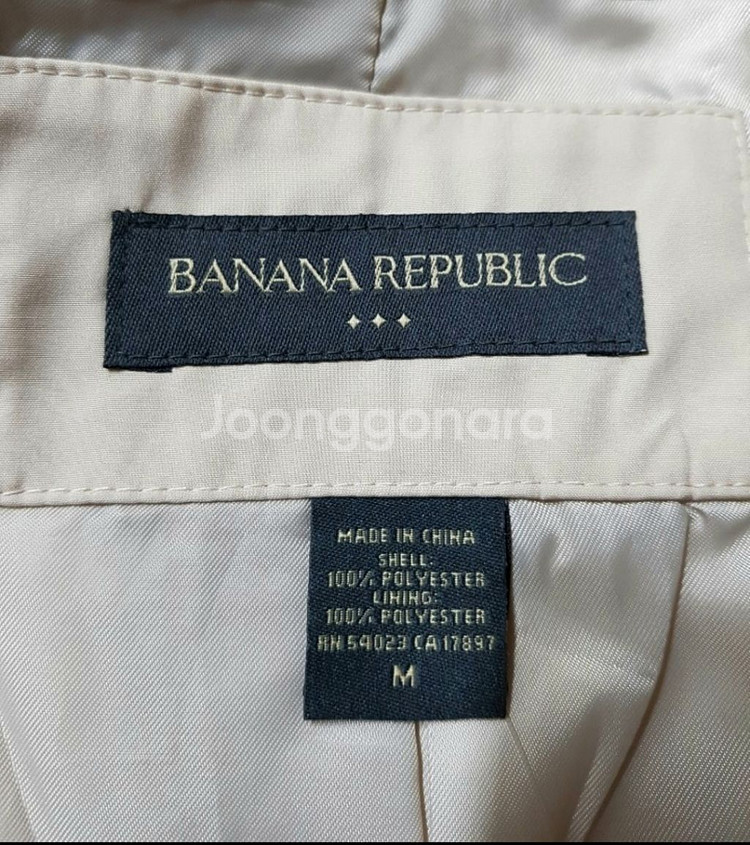 BANANA REPUBLIC
Joonggonara
MADE IN CHINA
SHELL:
100% POLYESTER
LINING:
100% POLYESTER
RN 54023 CA 17897
M